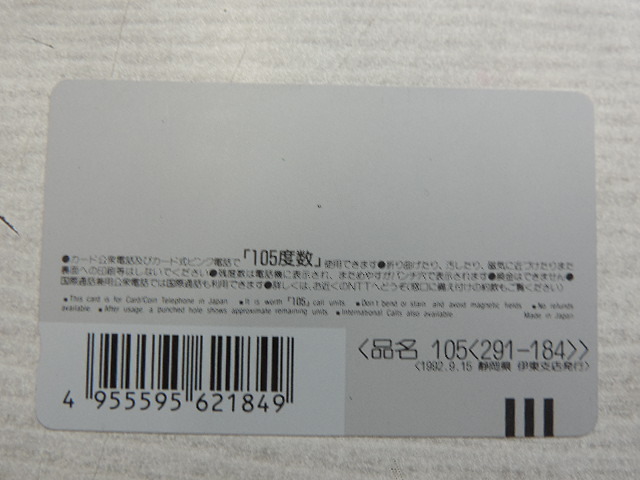 ●カード公衆電話及びカード式ピンク電話で「105度数」使用できます●折り曲げたり、汚したり、磁気に近づけたりまた
裏面への印刷等はしないでください●残度数は電話機に表示され、まためやすがパンチ穴で表示されます●換金はできません●
国際通話兼用公衆電話では国際通話も利用できます●詳しくは、お近くのNTTへどうぞ（窓口に備え付けの約款もご覧ください）
● This card is for Card/Coin Telephone in Japan ● It is worth「105」call units ● Don't bend or stain and avoid magnetic fields ● No refunds
available. ● After usage, a punched hole shows approximate remaining units ● International Calls also available. Made in Japan
〈品名 105〈291-184〉〉
〈1992.9.15 静岡県 伊東支店発行〉
4 955595 621849